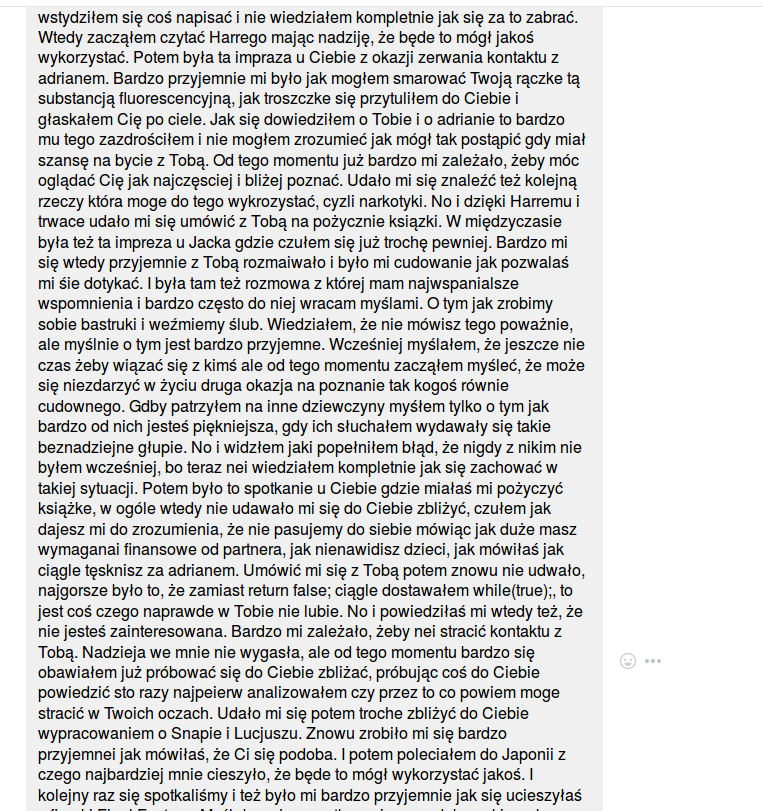 wstydziłem się coś napisać i nie wiedziałem kompletnie jak się za to zabrać.
Wtedy zacząłem czytać Harrego mając nadziję, że będe to mógł jakoś
wykorzystać. Potem była ta impraza u Ciebie z okazji zerwania kontaktu z
adrianem. Bardzo przyjemnie mi było jak mogłem smarować Twoją rączke tą
substancją fluorescencyjną, jak troszczke się przytuliłem do Ciebie i
głaskałem Cię po ciele. Jak się dowiedziłem o Tobie i o adrianie to bardzo
mu tego zazdrościłem i nie mogłem zrozumieć jak mógł tak postąpić gdy miał
szansę na bycie z Tobą. Od tego momentu już bardzo mi zależało, żeby móc
oglądać Cię jak najczęsciej i bliżej poznać. Udało mi się znaleźć też kolejną
rzeczy która moge do tego wykrozystać, cyzli narkotyki. No i dzięki Harremu i
trwace udało mi się umówić z Tobą na pożycznie ksiązki. W międzyczasie
była też ta impreza u Jacka gdzie czułem się już trochę pewniej. Bardzo mi
się wtedy przyjemnie z Tobą rozmaiwało i było mi cudowanie jak pozwalaś
mi śie dotykać. I była tam też rozmowa z której mam najwspanialsze
wspomnienia i bardzo często do niej wracam myślami. O tym jak zrobimy
sobie bastruki i weźmiemy ślub. Wiedziałem, że nie mówisz tego poważnie,
ale myślnie o tym jest bardzo przyjemne. Wcześniej myślałem, że jeszcze nie
czas żeby wiązać się z kimś ale od tego momentu zacząłem myśleć, że może
się niezdarzyć w życiu druga okazja na poznanie tak kogoś równie
cudownego. Gdby patrzyłem na inne dziewczyny myśłem tylko o tym jak
bardzo od nich jesteś piękniejsza, gdy ich słuchałem wydawały się takie
beznadziejne głupie. No i widzłem jaki popełniłem błąd, że nigdy z nikim nie
byłem wcześniej, bo teraz nei wiedziałem kompletnie jak się zachować w
takiej sytuacji. Potem było to spotkanie u Ciebie gdzie miałaś mi pożyczyć
książke, w ogóle wtedy nie udawało mi się do Ciebie zbliżyć, czułem jak
dajesz mi do zrozumienia, że nie pasujemy do siebie mówiąc jak duże masz
wymaganai finansowe od partnera, jak nienawidisz dzieci, jak mówiłaś jak
ciągle tęsknisz za adrianem. Umówić mi się z Tobą potem znowu nie udwało,
najgorsze było to, że zamiast return false; ciągle dostawałem while(true);, to
jest coś czego naprawde w Tobie nie lubie. No i powiedziłaś mi wtedy też, że
nie jesteś zainteresowana. Bardzo mi zależało, żeby nei stracić kontaktu z
Tobą. Nadzieja we mnie nie wygasła, ale od tego momentu bardzo się
obawiałem już próbować się do Ciebie zbliżać, próbując coś do Ciebie
powiedzić sto razy najpeierw analizowałem czy przez to co powiem moge
stracić w Twoich oczach. Udało mi się potem troche zbliżyć do Ciebie
wypracowaniem o Snapie i Lucjuszu. Znowu zrobiło mi się bardzo
przyjemnei jak mówiłaś, że Ci się podoba. I potem poleciałem do Japonii z
czego najbardziej mnie cieszyło, że będe to mógł wykorzystać jakoś. I
kolejny raz się spotkaliśmy i też było mi bardzo przyjemnie jak się ucieszyłaś